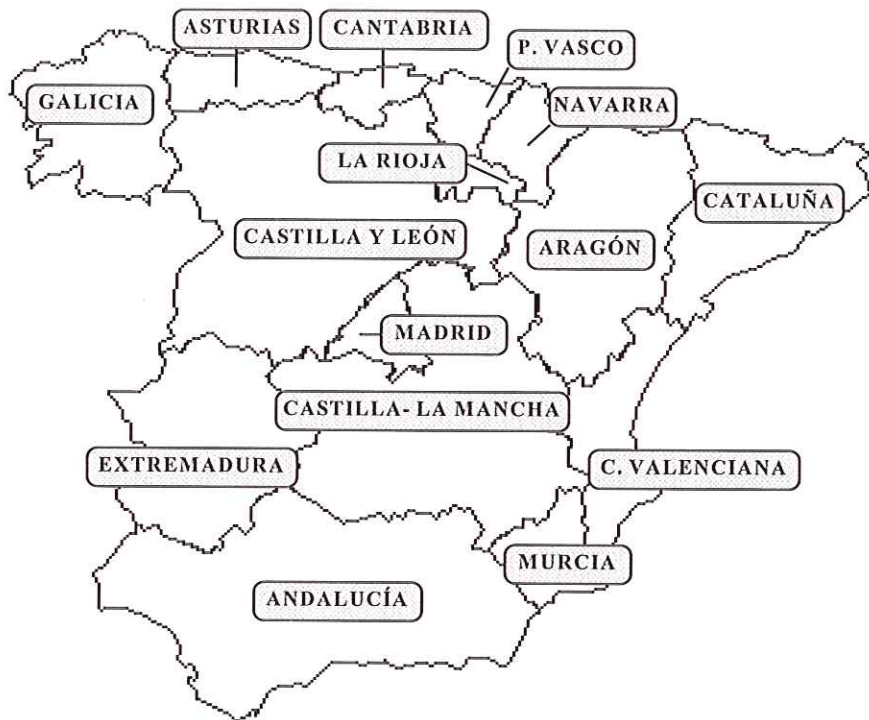 ASTURIAS
CANTABRIA
P. VASCO
GALICIA
NAVARRA
LA RIOJA
CATALUÑA
CASTILLA Y LEÓN
ARAGÓN
MADRID
CASTILLA- LA MANCHA
EXTREMADURA
C. VALENCIANA
MURCIA
ANDALUCÍA